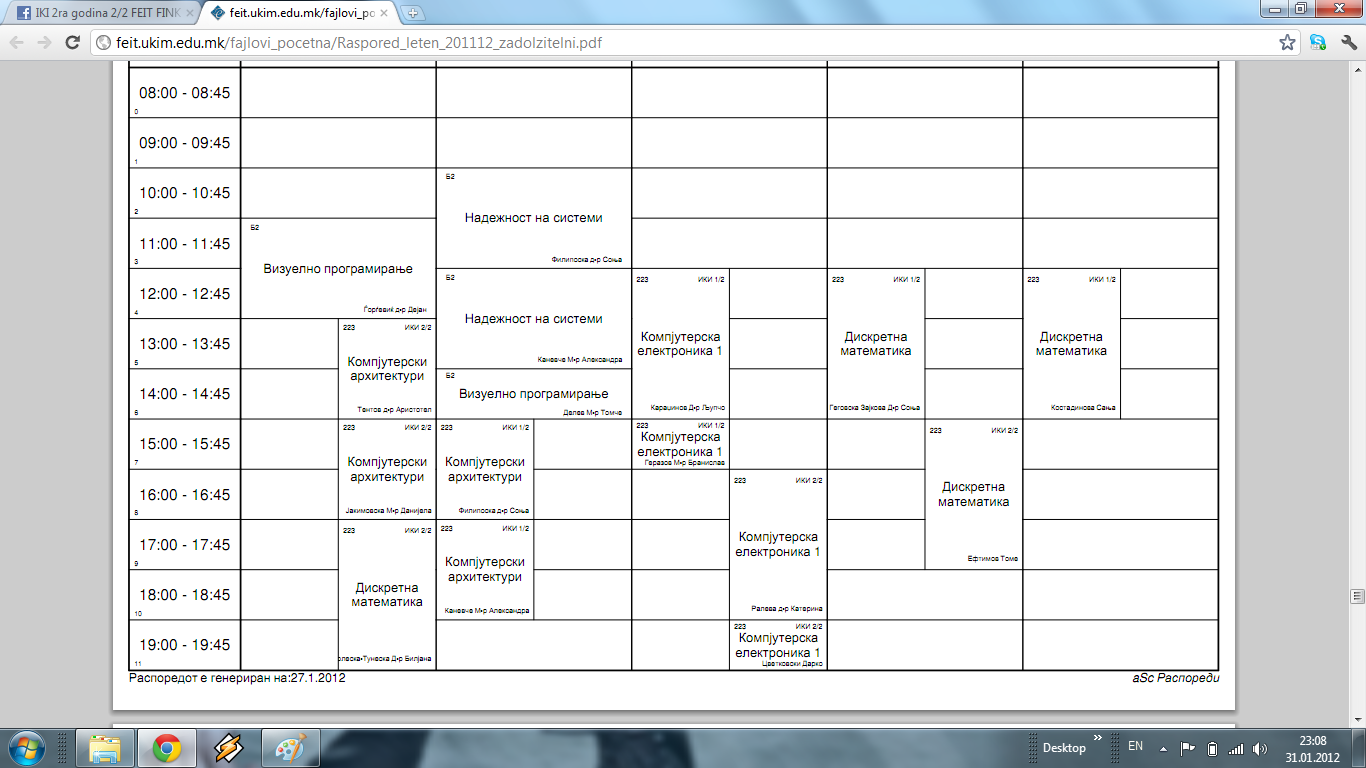 IKI 2ra godina 2/2 FEIT FINK
feit.ukim.edu.mk/fajlovi_po
feit.ukim.edu.mk/fajlovi_pocetna/Raspored_leten_201112_zadolzitelni.pdf
08:00 - 08:45
0
09:00 - 09:45
1
10:00 - 10:45
2
Б2
Надежност на системи
Филипоска д•р Соња
11:00 - 11:45
3
Б2
Визуелно програмирање
Ѓорѓевиќ д•р Дејан
12:00 - 12:45
4
Б2
Надежност на системи
Каневче М•р Александра
223 ИКИ 1/2
Компјутерска
електроника 1
Караџинов Д•р Љупчо
223 ИКИ 1/2
Дискретна
математика
Геговска Зајкова Д•р Соња
223 ИКИ 1/2
Дискретна
математика
Костадинова Сања
13:00 - 13:45
5
223 ИКИ 2/2
Компјутерски
архитектури
Тентов д•р Аристотел
14:00 - 14:45
6
Б2
Визуелно програмирање
Делев М•р Томче
15:00 - 15:45
7
223 ИКИ 2/2
Компјутерски
архитектури
Јакимовска М•р Данијела
223 ИКИ 1/2
Компјутерски
архитектури
Филипоска д•р Соња
223 ИКИ 1/2
Компјутерска
електроника 1
Геразов М•р Бранислав
223 ИКИ 2/2
Дискретна
математика
Ефтимов Томе
16:00 - 16:45
8
223 ИКИ 2/2
Компјутерска
електроника 1
Ралева д•р Катерина
17:00 - 17:45
9
223 ИКИ 2/2
Дискретна
математика
олеска•Тунеска Д•р Билјана
223 ИКИ 1/2
Компјутерски
архитектури
Каневче М•р Александра
18:00 - 18:45
10
19:00 - 19:45
11
223 ИКИ 2/2
Компјутерска
електроника 1
Цветковски Дарко
Распоредот е генериран на:27.1.2012
aSc Распореди
Desktop
EN
23:08
31.01.2012